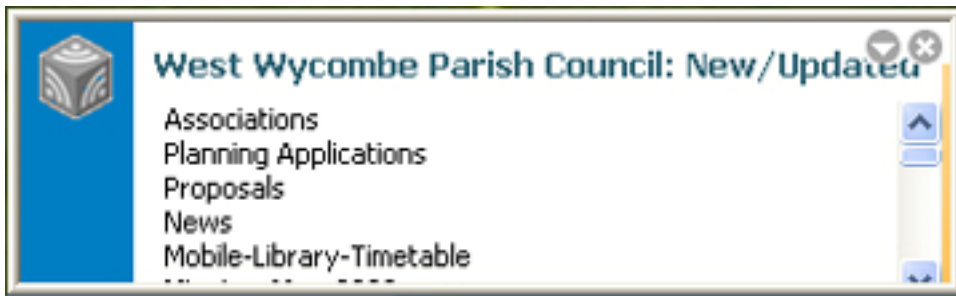 West Wycombe Parish Council: New/Updated
Associations
Planning Applications
Proposals
News
Mobile-Library-Timetable